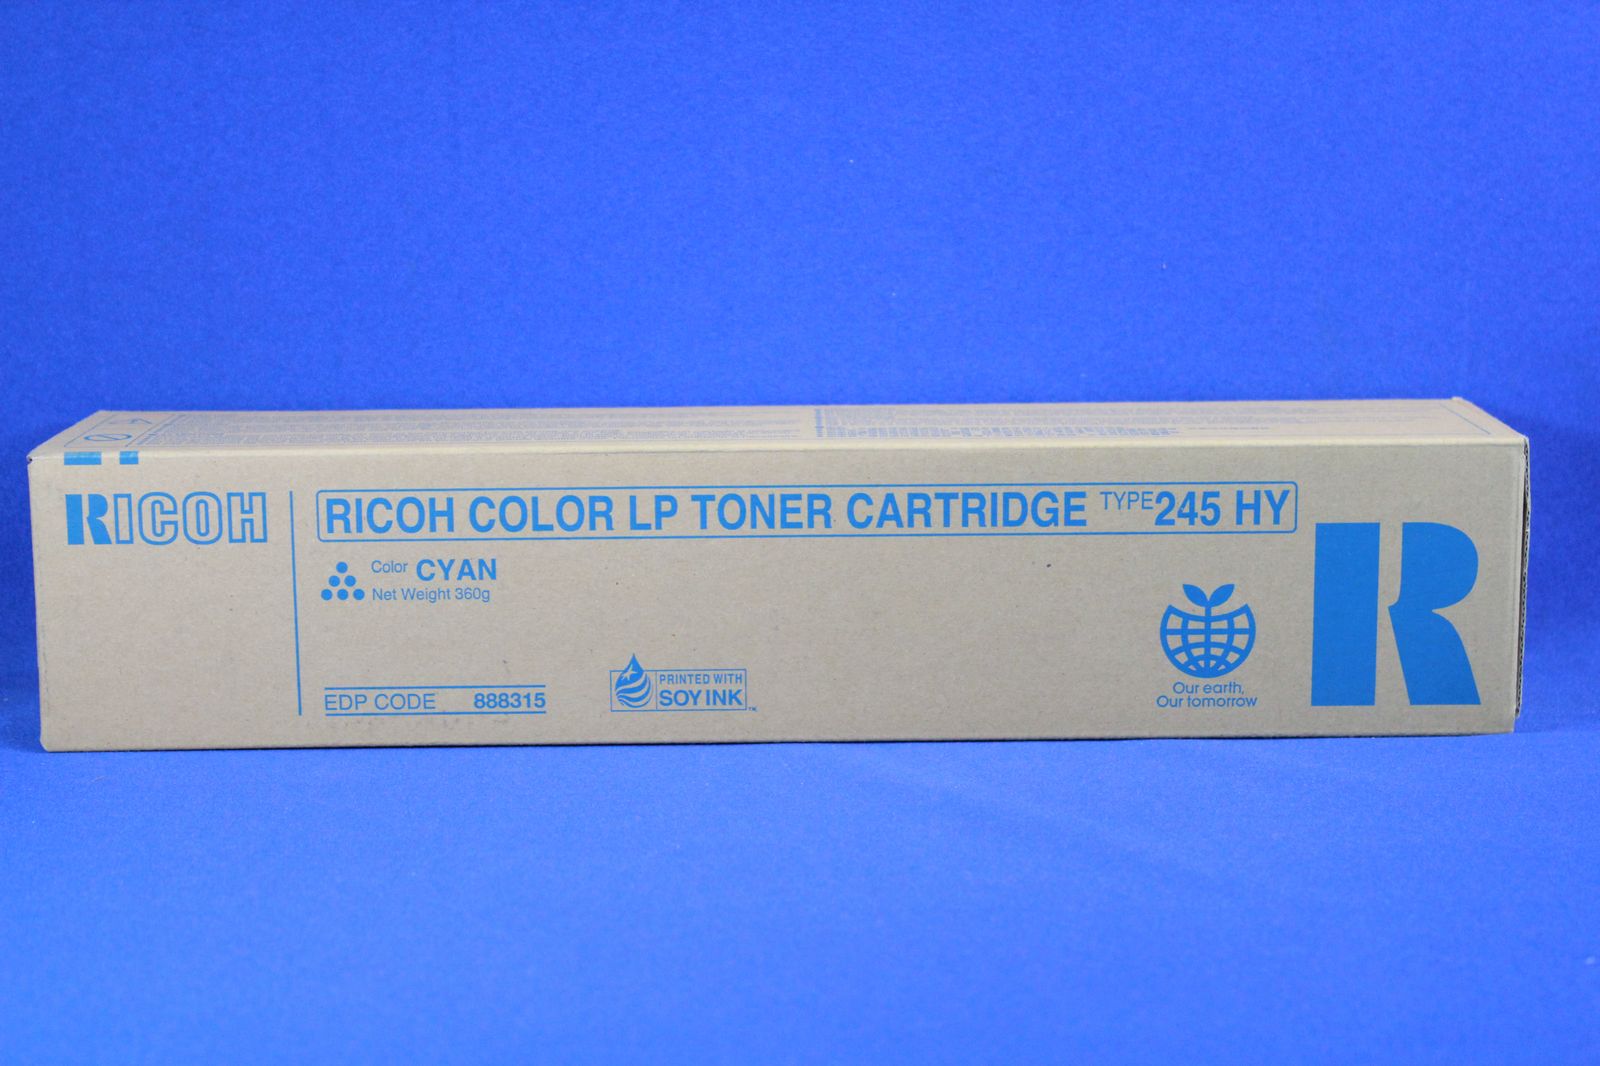 RICOH
RICOH COLOR LP TONER CARTRIDGE TYPE 245 HY
Color CYAN
Net Weight 360g
EDP CODE 888315
PRINTED WITH
SOY INK ™
Our earth,
Our tomorrow
R